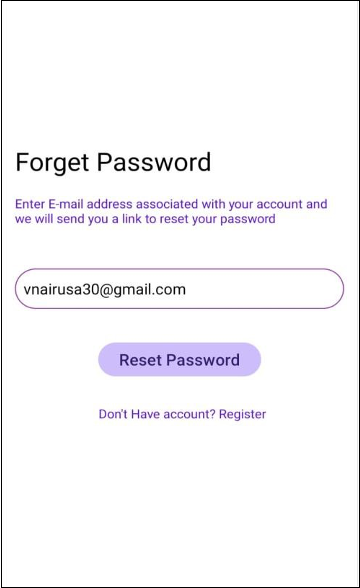 Forget Password
Enter E-mail address associated with your account and
we will send you a link to reset your password
vnairusa30@gmail.com
Reset Password
Don't Have account? Register